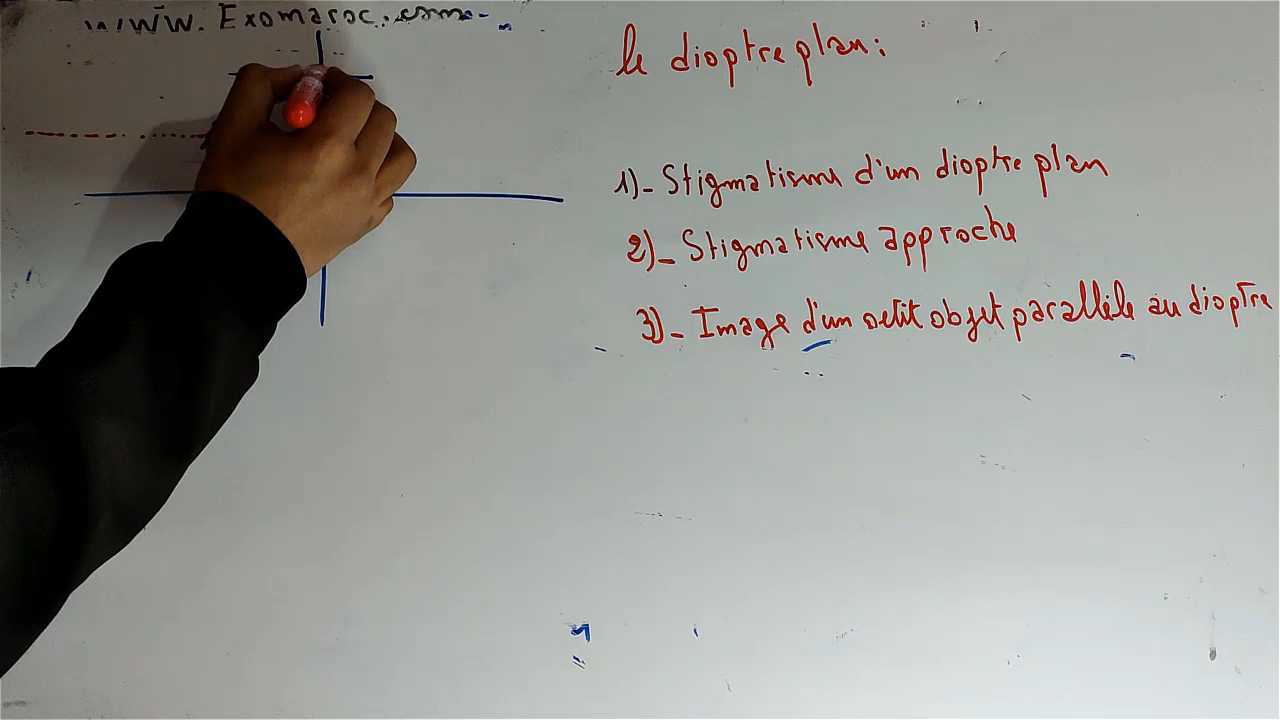 www.Exomaroc.com
le dioptre plan:
1)_ Stigmatisme d'un dioptre plan
2)_ Stigmatisme approche
3)_ Image d'un petit objet parallèle au dioptre